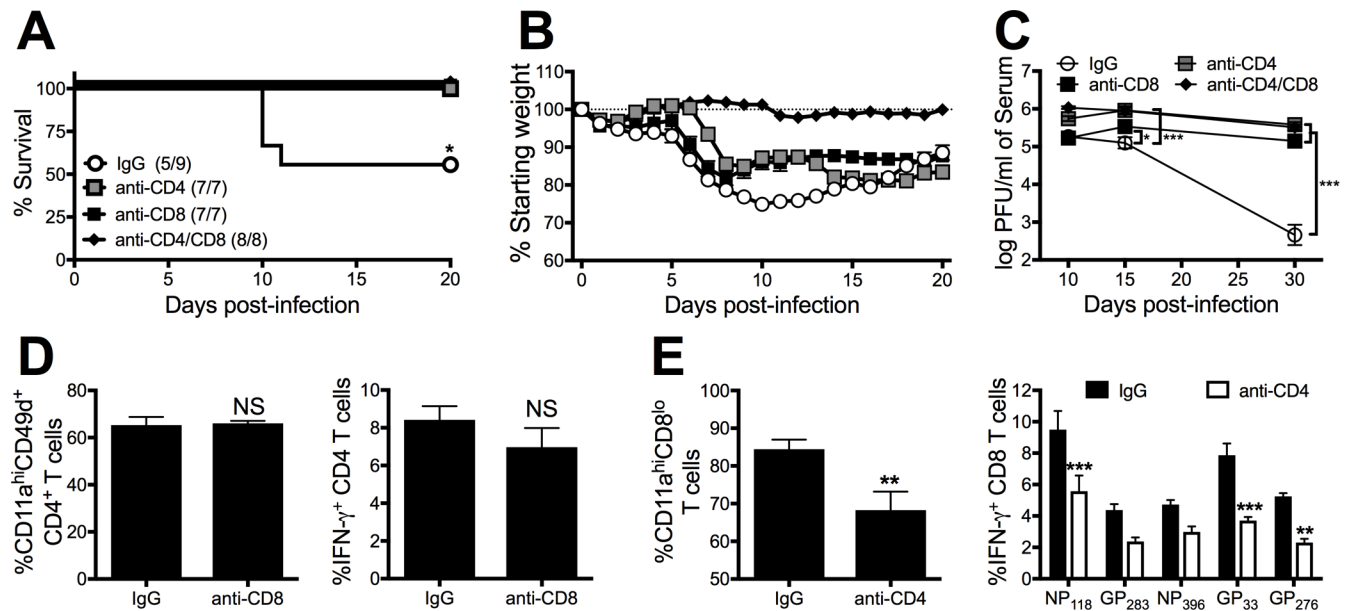 A
% Survival
100
75
50
25
0
0 5 10 15 20
Days post-infection
*
IgG (5/9)
anti-CD4 (7/7)
anti-CD8 (7/7)
anti-CD4/CD8 (8/8)
B
% Starting weight
110
100
90
80
70
60
0 5 10 15 20
Days post-infection
C
IgG
anti-CD4
anti-CD8
anti-CD4/CD8
log PFU/ml of Serum
7
6
5
4
3
2
10 15 20 25 30
Days post-infection
*
***
***
D
%CD11aʰⁱCD49d⁺
CD4⁺ T cells
80
60
40
20
0
NS
IgG anti-CD8
%IFN-γ⁺ CD4 T cells
10
8
6
4
2
0
NS
IgG anti-CD8
E
%CD11aʰⁱCD8ˡᵒ
T cells
100
90
80
70
60
50
**
IgG anti-CD4
%IFN-γ⁺ CD8 T cells
12
10
8
6
4
2
0
IgG anti-CD4
***
***
**
NP₁₁₈ GP₂₈₃ NP₃₉₆ GP₃₃ GP₂₇₆